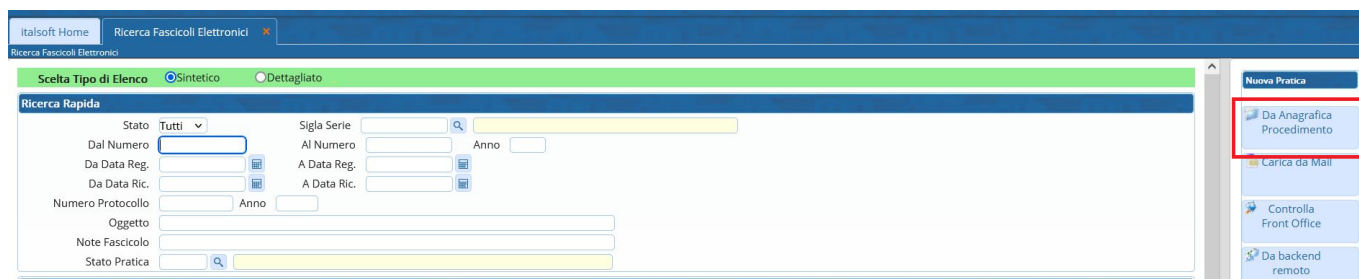 italsoft Home Ricerca Fascicoli Elettronici ×
Ricerca Fascicoli Elettronici
Scelta Tipo di Elenco Sintetico Dettagliato
Ricerca Rapida
Stato Tutti Sigla Serie
Dal Numero Al Numero Anno
Da Data Reg. A Data Reg.
Da Data Ric. A Data Ric.
Numero Protocollo Anno
Oggetto
Note Fascicolo
Stato Pratica
Nuova Pratica
Da Anagrafica
Procedimento
Carica da Mail
Controlla
Front Office
Da backend
remoto